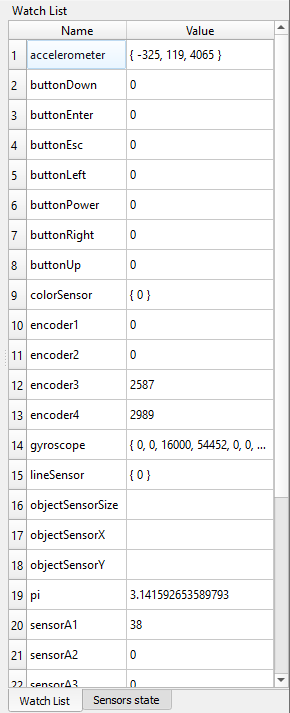 Watch List
Name Value
1 accelerometer { -325, 119, 4065 }
2 buttonDown 0
3 buttonEnter 0
4 buttonEsc 0
5 buttonLeft 0
6 buttonPower 0
7 buttonRight 0
8 buttonUp 0
9 colorSensor { 0 }
10 encoder1 0
11 encoder2 0
12 encoder3 2587
13 encoder4 2989
14 gyroscope { 0, 0, 16000, 54452, 0, 0, ...
15 lineSensor { 0 }
16 objectSensorSize
17 objectSensorX
18 objectSensorY
19 pi 3.141592653589793
20 sensorA1 38
21 sensorA2 0
22 sensorA3 0
Watch List Sensors state